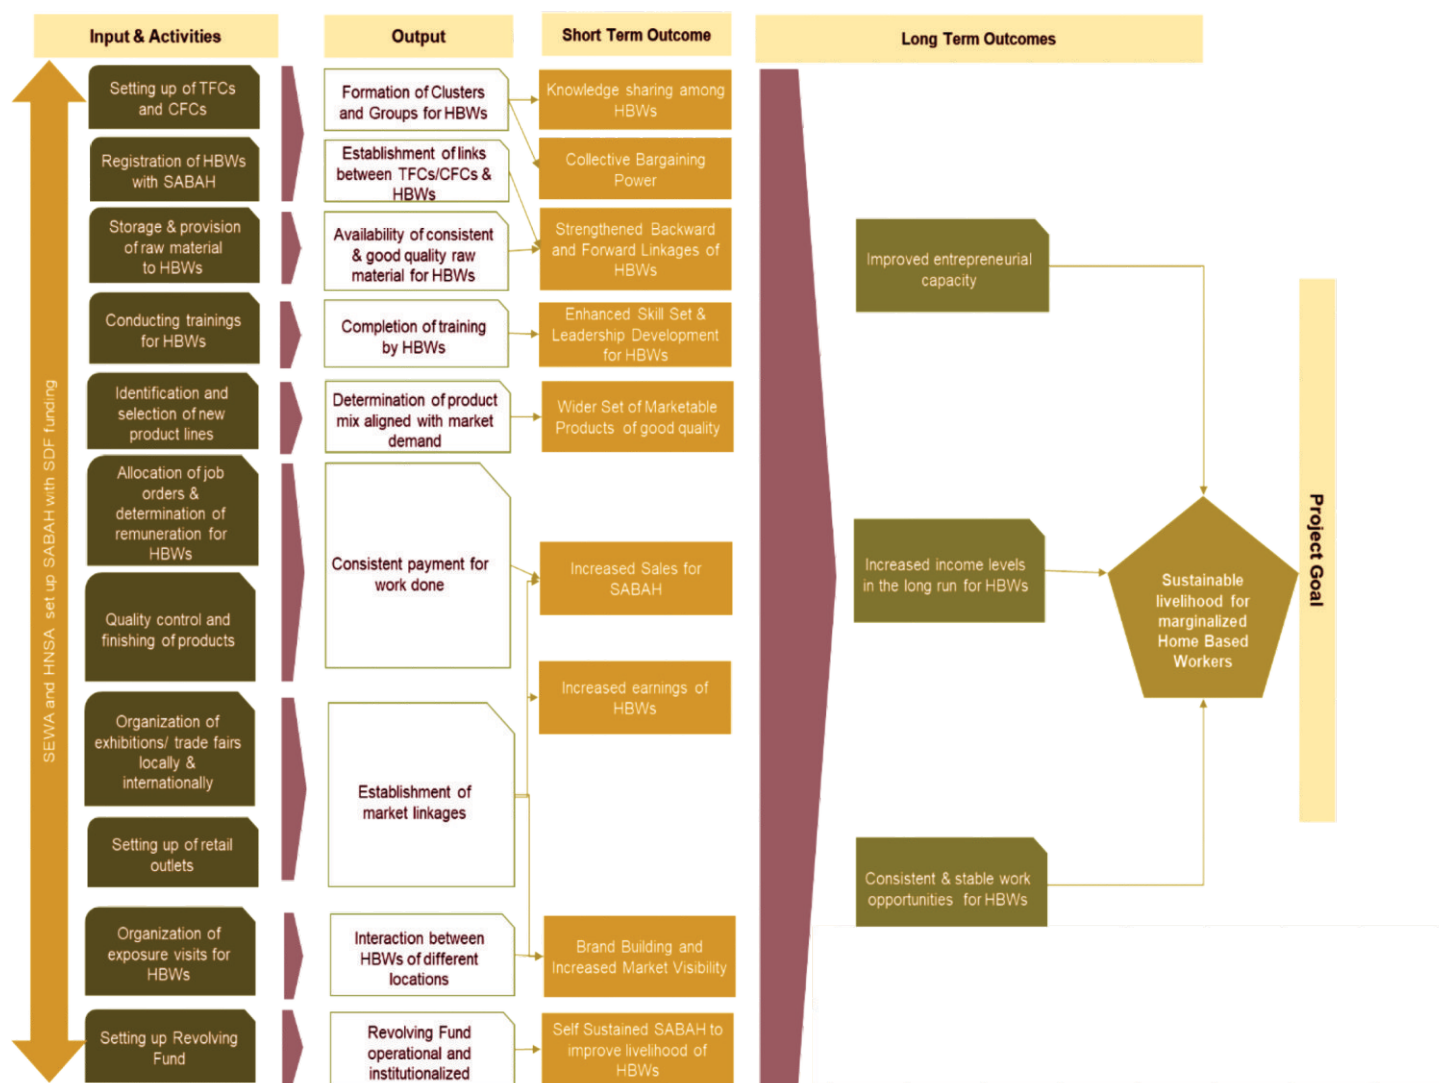 Input & Activities
Output
Short Term Outcome
Long Term Outcomes
SEWA and HNSA set up SABAH with SDF funding
Setting up of TFCs
and CFCs
Registration of HBWs
with SABAH
Storage & provision
of raw material
to HBWs
Conducting trainings
for HBWs
Identification and
selection of new
product lines
Allocation of job
orders &
determination of
remuneration for
HBWs
Quality control and
finishing of products
Organization of
exhibitions/ trade fairs
locally &
internationally
Setting up of retail
outlets
Organization of
exposure visits for
HBWs
Setting up Revolving
Fund
Formation of Clusters
and Groups for HBWs
Establishment of links
between TFCs/CFCs &
HBWs
Availability of consistent
& good quality raw
material for HBWs
Completion of training
by HBWs
Determination of product
mix aligned with market
demand
Consistent payment for
work done
Establishment of
market linkages
Interaction between
HBWs of different
locations
Revolving Fund
operational and
institutionalized
Knowledge sharing among
HBWs
Collective Bargaining
Power
Strengthened Backward
and Forward Linkages of
HBWs
Enhanced Skill Set &
Leadership Development
for HBWs
Wider Set of Marketable
Products of good quality
Increased Sales for
SABAH
Increased earnings of
HBWs
Brand Building and
Increased Market Visibility
Self Sustained SABAH to
improve livelihood of
HBWs
Improved entrepreneurial
capacity
Increased income levels
in the long run for HBWs
Consistent & stable work
opportunities for HBWs
Sustainable
livelihood for
marginalized
Home Based
Workers
Project Goal